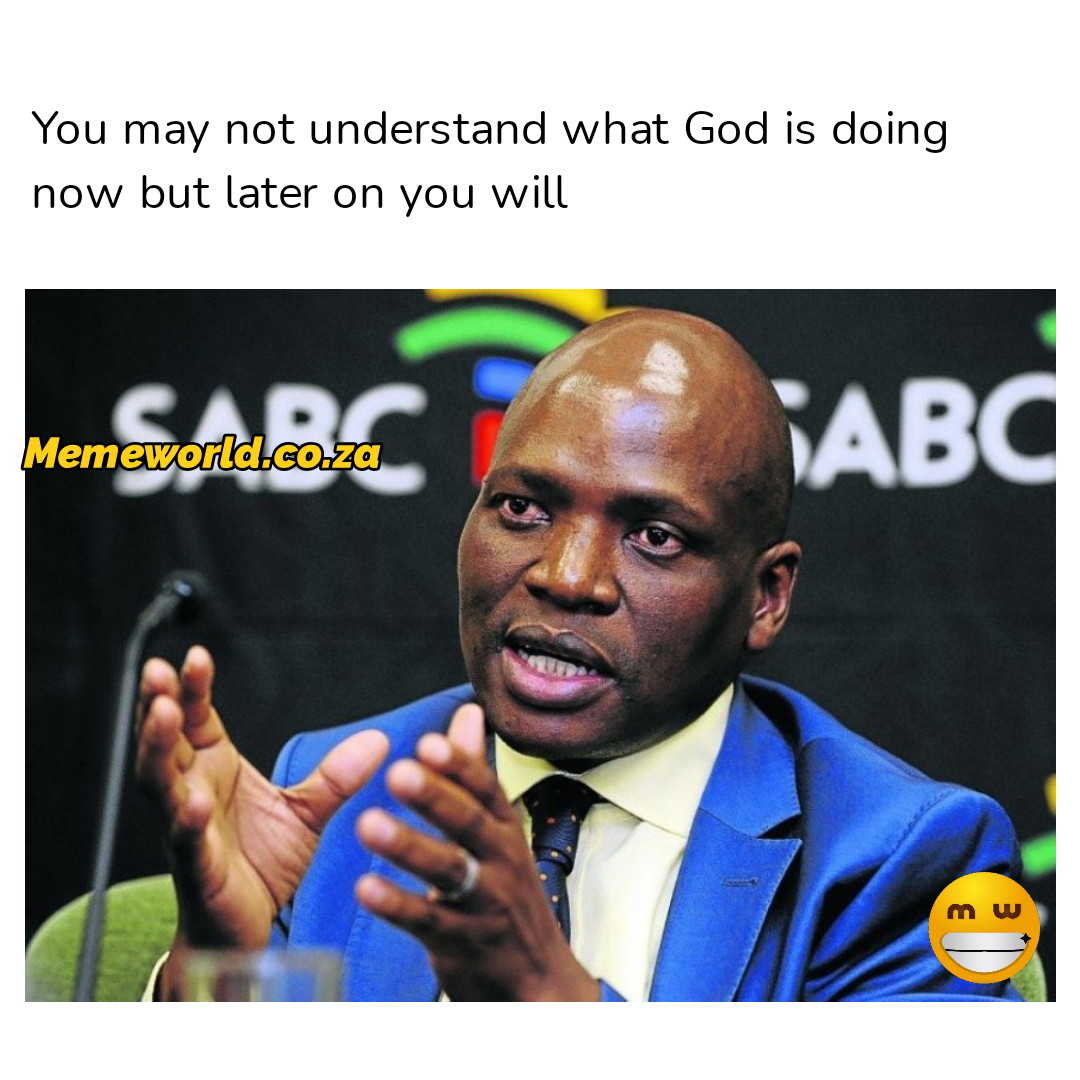 You may not understand what God is doing
now but later on you will
SABC SABC
Memeworld.co.za
m w